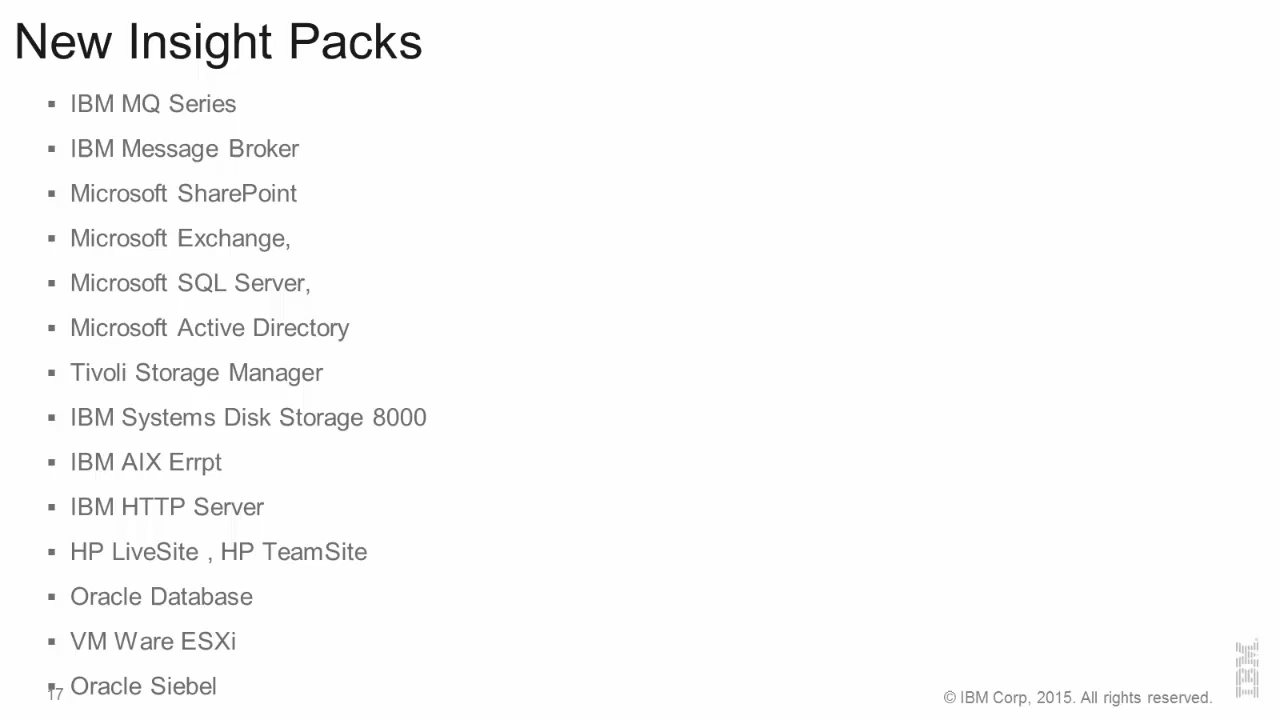 New Insight Packs
▪ IBM MQ Series
▪ IBM Message Broker
▪ Microsoft SharePoint
▪ Microsoft Exchange,
▪ Microsoft SQL Server,
▪ Microsoft Active Directory
▪ Tivoli Storage Manager
▪ IBM Systems Disk Storage 8000
▪ IBM AIX Errpt
▪ IBM HTTP Server
▪ HP LiveSite , HP TeamSite
▪ Oracle Database
▪ VM Ware ESXi
▪ Oracle Siebel
17
© IBM Corp, 2015. All rights reserved.
IBM